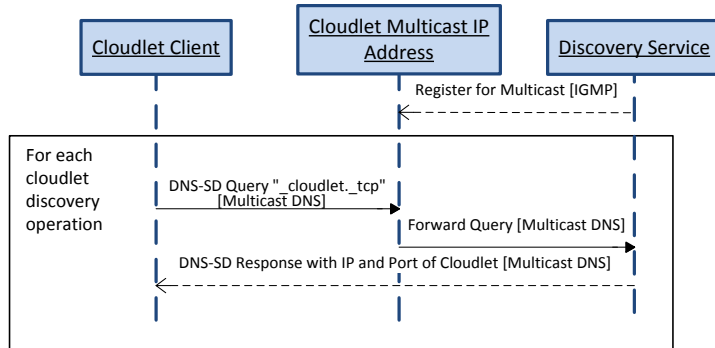 Cloudlet Client
Cloudlet Multicast IP
Address
Discovery Service
Register for Multicast [IGMP]
For each
cloudlet
discovery
operation
DNS-SD Query "_cloudlet._tcp"
[Multicast DNS]
Forward Query [Multicast DNS]
DNS-SD Response with IP and Port of Cloudlet [Multicast DNS]